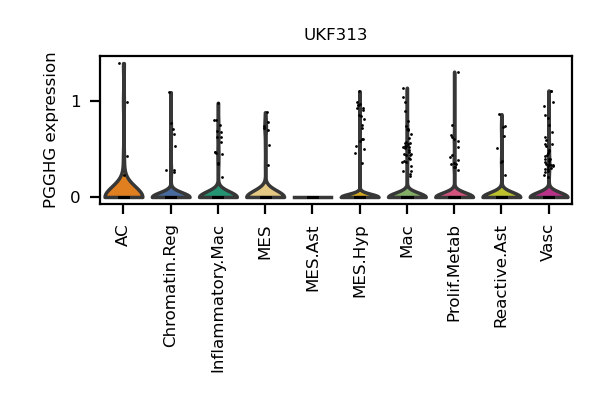 UKF313
PGGHG expression
1
0
AC
Chromatin.Reg
Inflammatory.Mac
MES
MES.Ast
MES.Hyp
Mac
Prolif.Metab
Reactive.Ast
Vasc